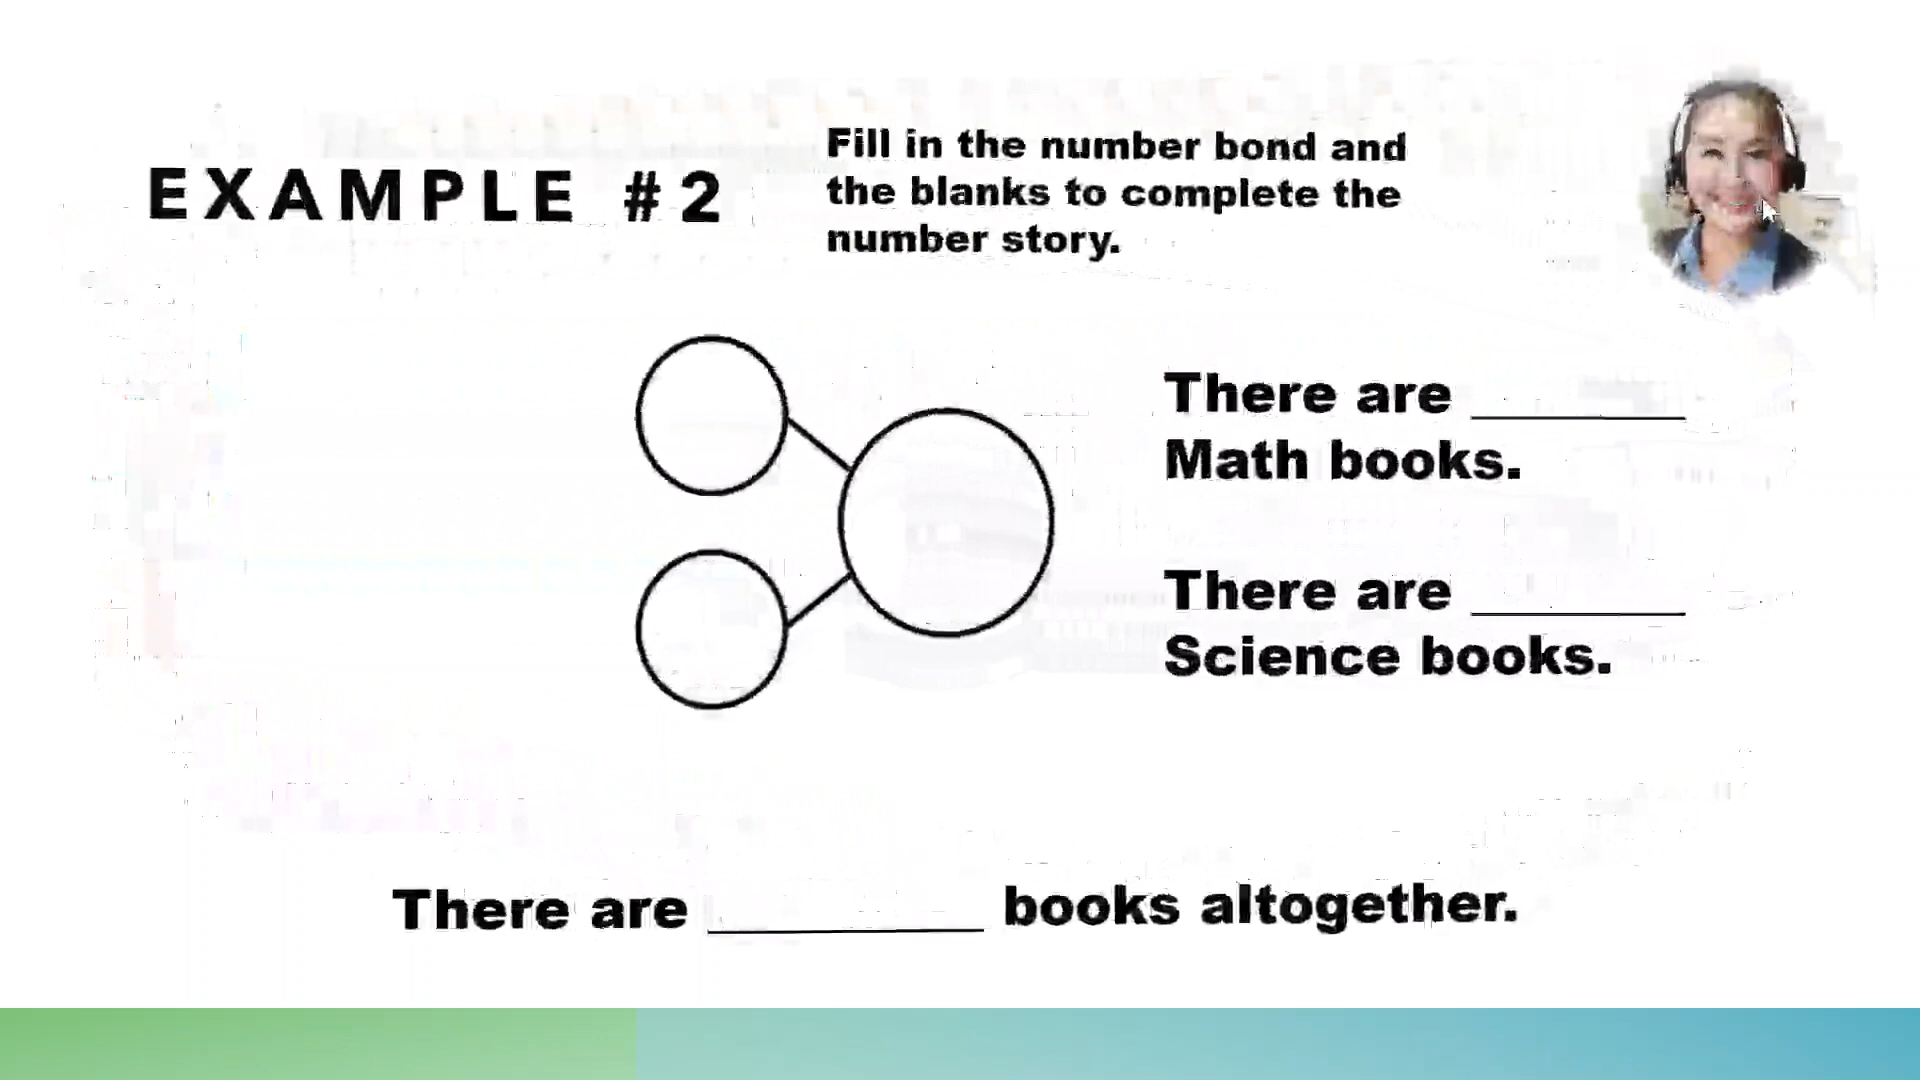 EXAMPLE #2
Fill in the number bond and
the blanks to complete the
number story.
There are ________
Math books.
There are ________
Science books.
There are __________ books altogether.